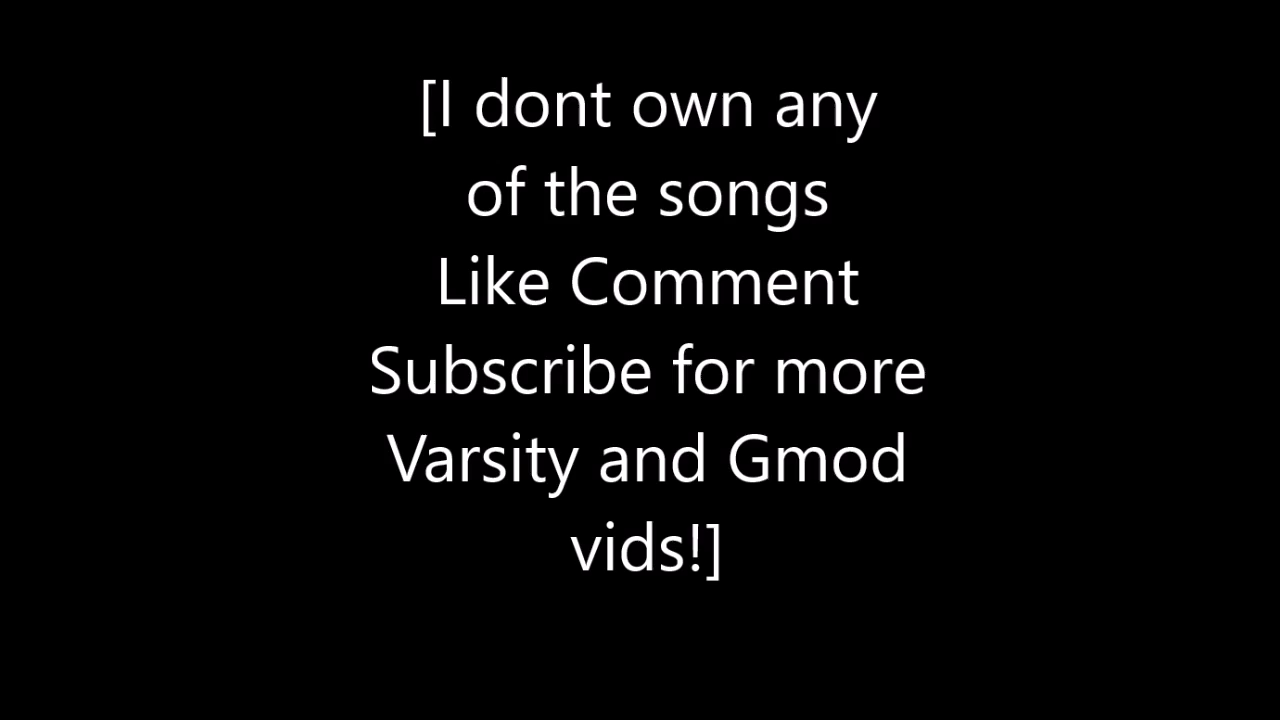 [I dont own any
of the songs
Like Comment
Subscribe for more
Varsity and Gmod
vids!]